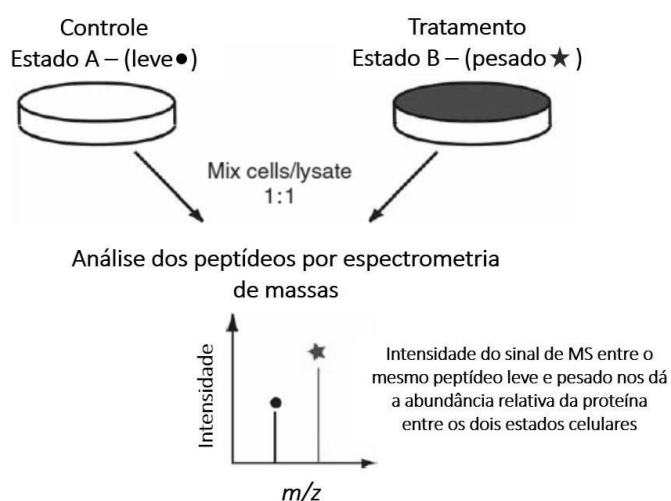 Controle
Estado A – (leve●)
Tratamento
Estado B – (pesado ★ )
Mix cells/lysate
1:1
Análise dos peptídeos por espectrometria
de massas
Intensidade
m/z
Intensidade do sinal de MS entre o
mesmo peptídeo leve e pesado nos dá
a abundância relativa da proteína
entre os dois estados celulares